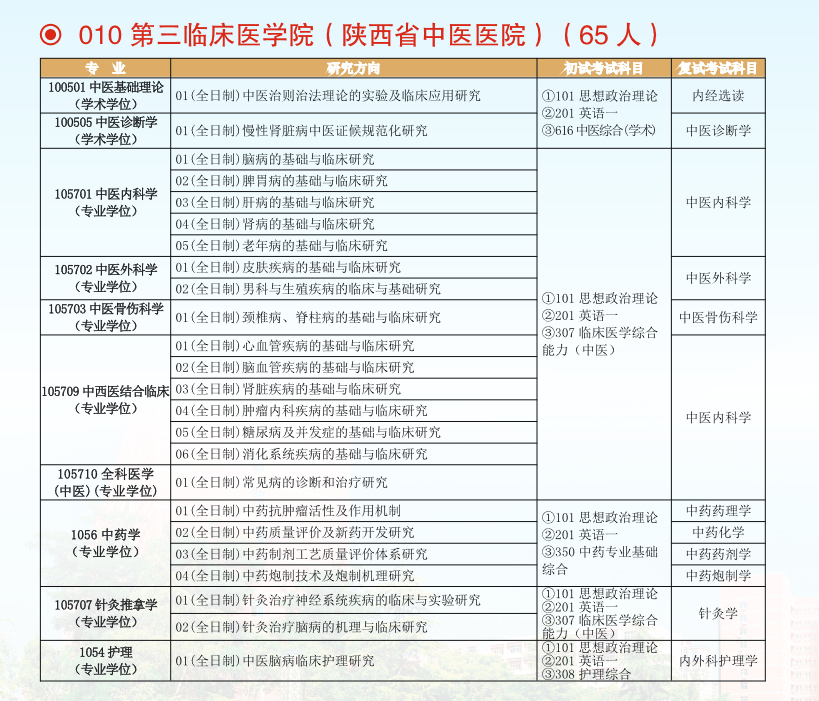 010 第三临床医学院（陕西省中医医院）（65 人）
专 业 研究方向 初试考试科目 复试考试科目
100501 中医基础理论
（学术学位）
01(全日制)中医治则治法理论的实验及临床应用研究
①101 思想政治理论
②201 英语一
③616 中医综合(学术)
内经选读
100505 中医诊断学
（学术学位）
01(全日制)慢性肾脏病中医证候规范化研究
中医诊断学
105701 中医内科学
（专业学位）
01(全日制)脑病的基础与临床研究
02(全日制)脾胃病的基础与临床研究
03(全日制)肝病的基础与临床研究
04(全日制)肾病的基础与临床研究
05(全日制)老年病的基础与临床研究
①101 思想政治理论
②201 英语一
③307 临床医学综合
能力（中医）
中医内科学
105702 中医外科学
（专业学位）
01(全日制)皮肤疾病的基础与临床研究
02(全日制)男科与生殖疾病的临床与基础研究
中医外科学
105703 中医骨伤科学
（专业学位）
01(全日制)颈椎病、脊柱病的基础与临床研究
中医骨伤科学
105709 中西医结合临床
（专业学位）
01(全日制)心血管疾病的基础与临床研究
02(全日制)脑血管疾病的基础与临床研究
03(全日制)肾脏疾病的基础与临床研究
04(全日制)肿瘤内科疾病的基础与临床研究
05(全日制)糖尿病及并发症的基础与临床研究
06(全日制)消化系统疾病的基础与临床研究
中医内科学
105710 全科医学
(中医)(专业学位)
01(全日制)常见病的诊断和治疗研究
1056 中药学
（专业学位）
01(全日制)中药抗肿瘤活性及作用机制
02(全日制)中药质量评价及新药开发研究
03(全日制)中药制剂工艺质量评价体系研究
04(全日制)中药炮制技术及炮制机理研究
①101 思想政治理论
②201 英语一
③350 中药专业基础
综合
中药药理学
中药化学
中药药剂学
中药炮制学
105707 针灸推拿学
（专业学位）
01(全日制)针灸治疗神经系统疾病的临床与实验研究
02(全日制)针灸治疗脑病的机理与临床研究
①101 思想政治理论
②201 英语一
③307 临床医学综合
能力（中医）
针灸学
1054 护理
（专业学位）
01(全日制)中医脑病临床护理研究
①101 思想政治理论
②201 英语一
③308 护理综合
内外科护理学